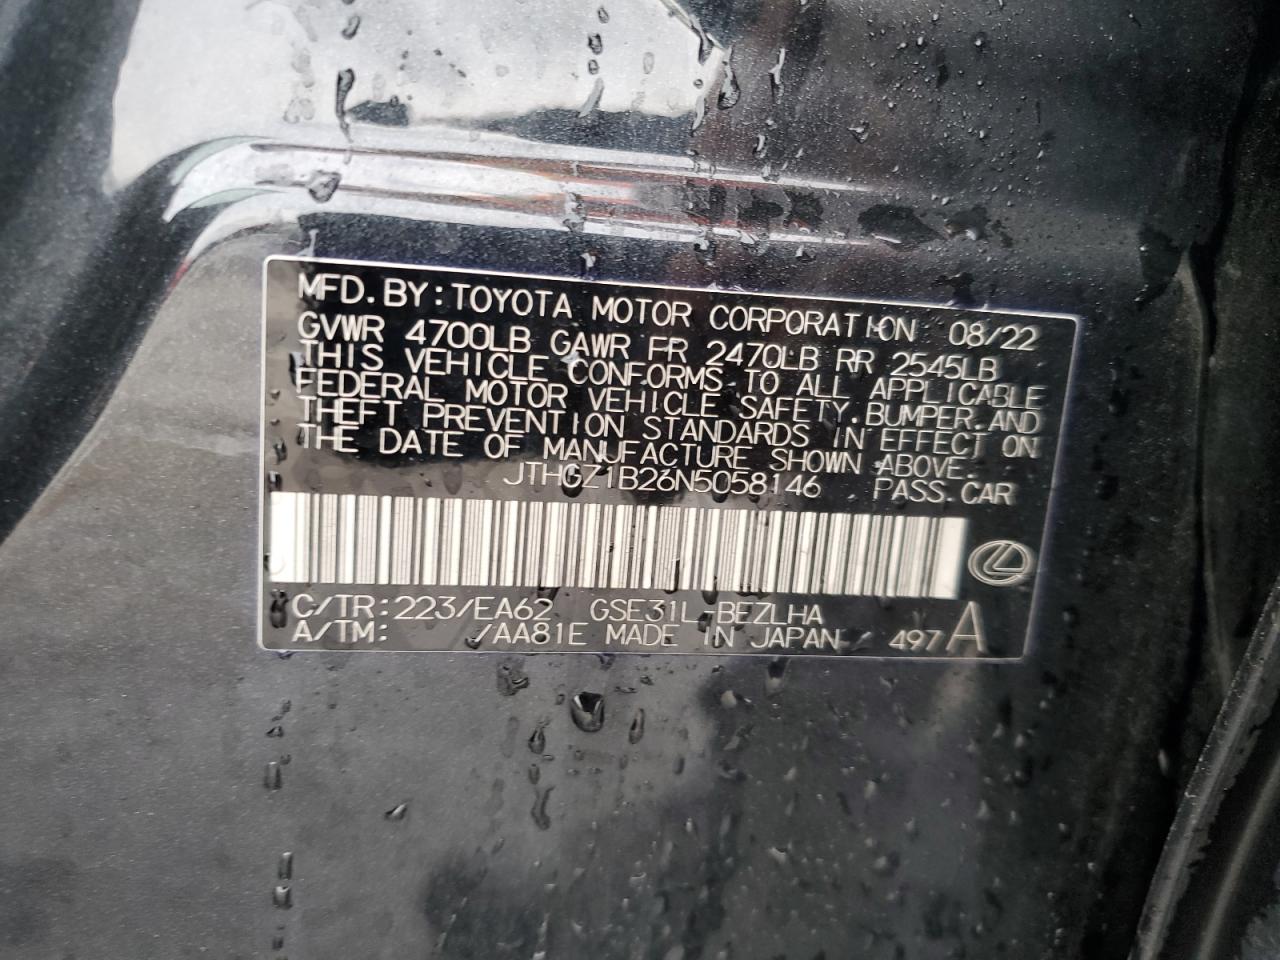 MFD.BY:TOYOTA MOTOR CORPORATION 08/22
GVWR 4700LB GAWR FR 2470LB RR 2545LB
THIS VEHICLE CONFORMS TO ALL APPLICABLE
FEDERAL MOTOR VEHICLE SAFETY,BUMPER,AND
THEFT PREVENTION STANDARDS IN EFFECT ON
THE DATE OF MANUFACTURE SHOWN ABOVE.
JTHGZ1B26N5058146 PASS.CAR
C/TR:223/EA62 GSE31L-BEZLHA
A/TM: /AA81E MADE IN JAPAN 497 A